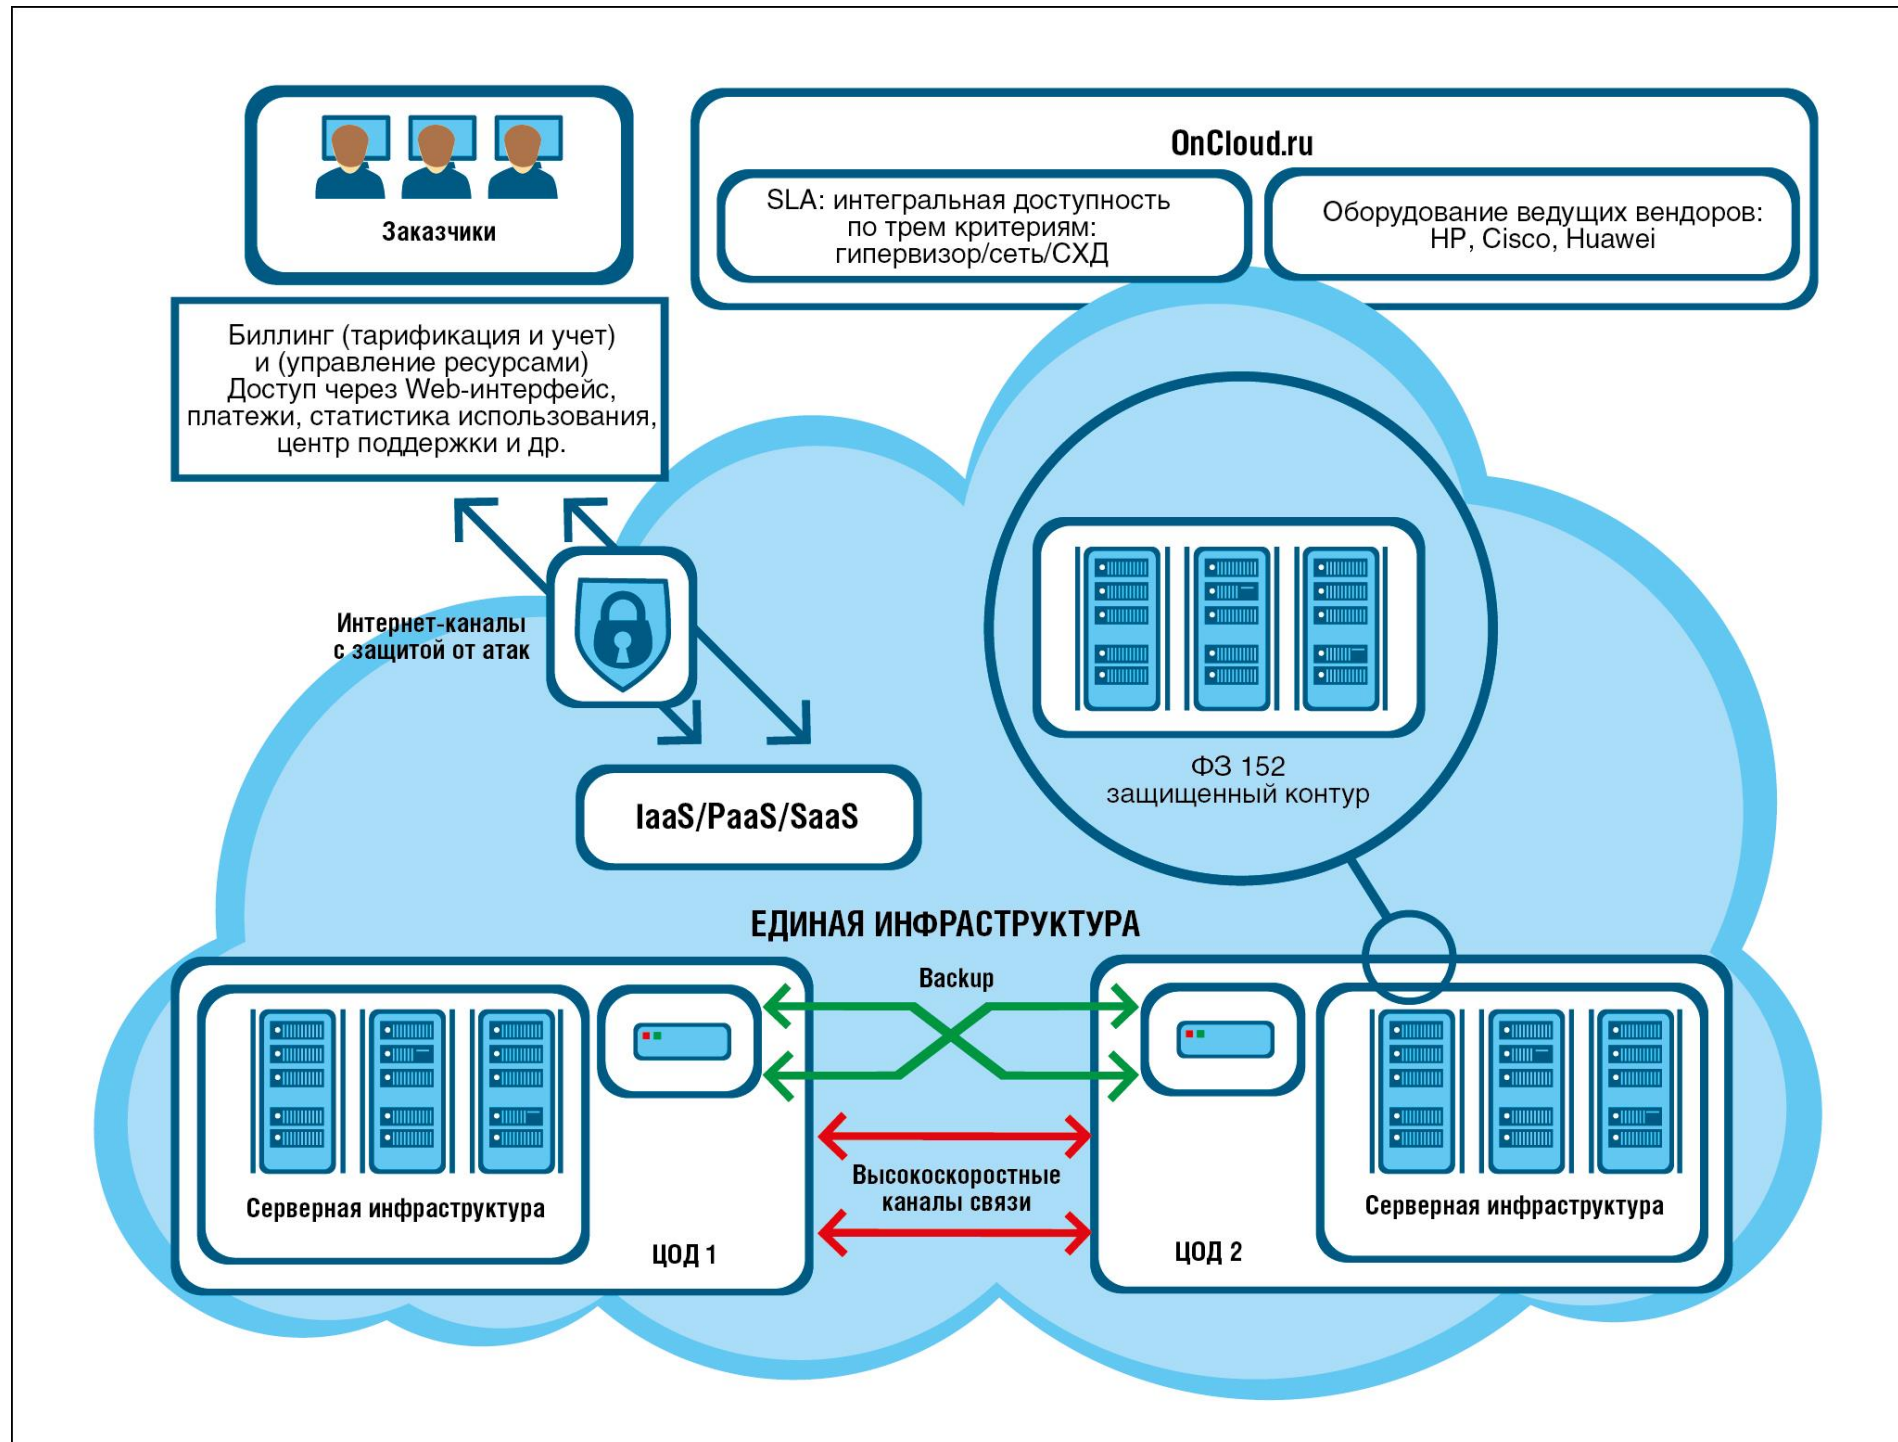 Заказчики
OnCloud.ru
SLA: интегральная доступность
по трем критериям:
гипервизор/сеть/СХД
Оборудование ведущих вендоров:
HP, Cisco, Huawei
Биллинг (тарификация и учет)
и (управление ресурсами)
Доступ через Web-интерфейс,
платежи, статистика использования,
центр поддержки и др.
Интернет-каналы
с защитой от атак
IaaS/PaaS/SaaS
ФЗ 152
защищенный контур
ЕДИНАЯ ИНФРАСТРУКТУРА
Backup
Высокоскоростные
каналы связи
Серверная инфраструктура
ЦОД 1
ЦОД 2
Серверная инфраструктура